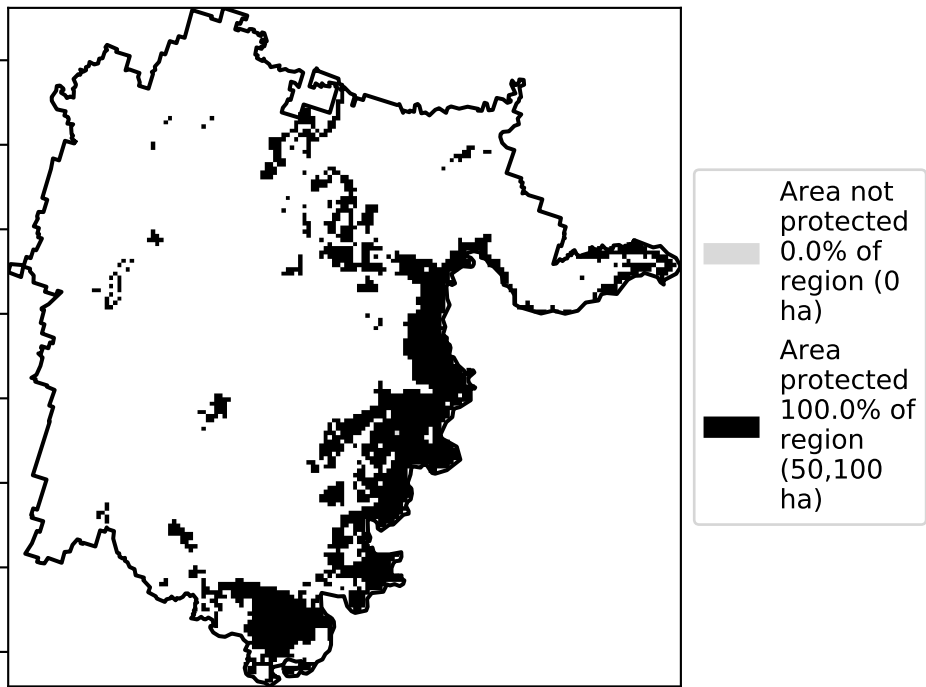 Area not
protected
0.0% of
region (0
ha)
Area
protected
100.0% of
region
(50,100
ha)